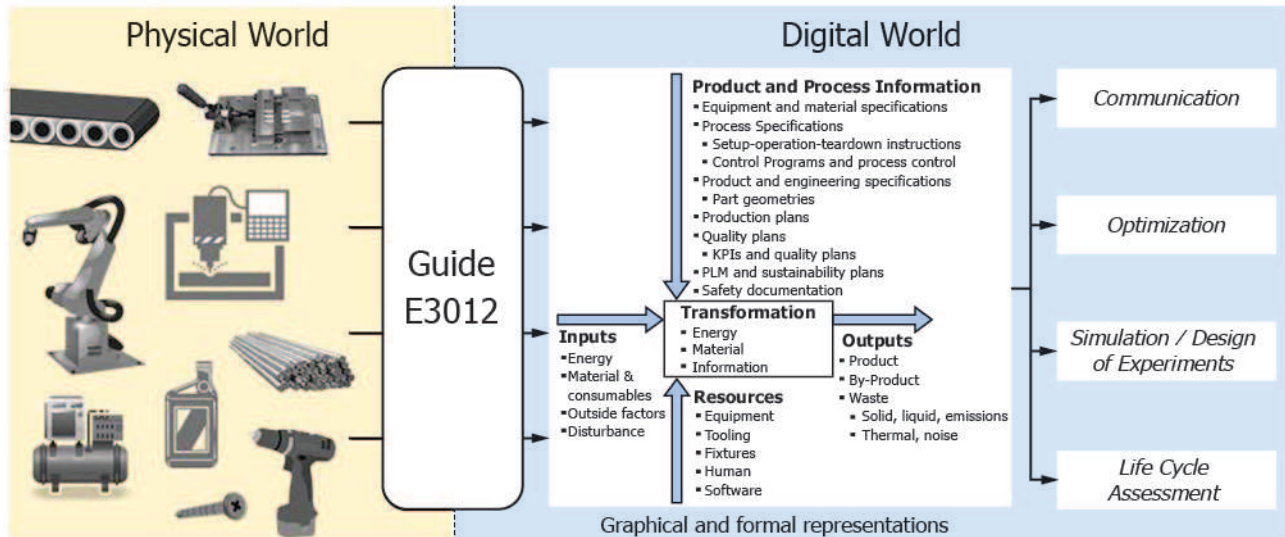 Physical World
Digital World
Guide
E3012
Product and Process Information
▪ Equipment and material specifications
▪ Process Specifications
▪ Setup-operation-teardown instructions
▪ Control Programs and process control
▪ Product and engineering specifications
▪ Part geometries
▪ Production plans
▪ Quality plans
▪ KPIs and quality plans
▪ PLM and sustainability plans
▪ Safety documentation
Inputs
▪ Energy
▪ Material &
consumables
▪ Outside factors
▪ Disturbance
Transformation
▪ Energy
▪ Material
▪ Information
Outputs
▪ Product
▪ By-Product
▪ Waste
▪ Solid, liquid, emissions
▪ Thermal, noise
Resources
▪ Equipment
▪ Tooling
▪ Fixtures
▪ Human
▪ Software
Graphical and formal representations
Communication
Optimization
Simulation / Design
of Experiments
Life Cycle
Assessment